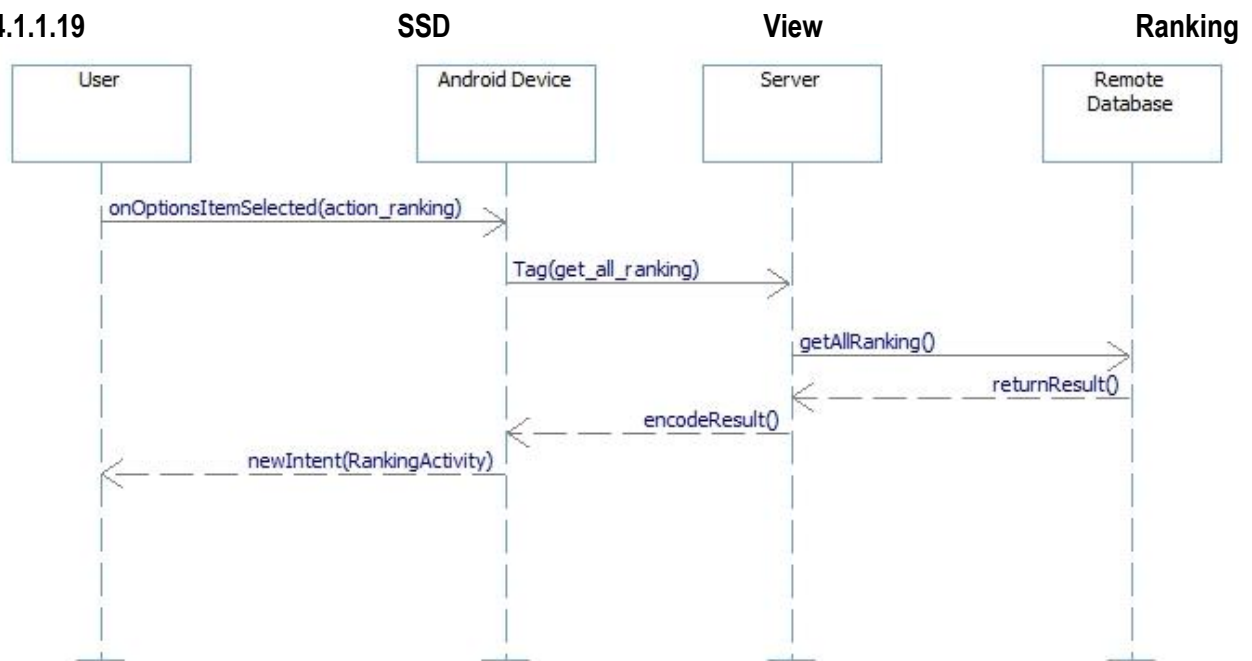 4.1.1.19 SSD View Ranking
User Android Device Server Remote
Database
onOptionsItemSelected(action_ranking)
Tag(get_all_ranking)
getAllRanking()
returnResult()
encodeResult()
newIntent(RankingActivity)